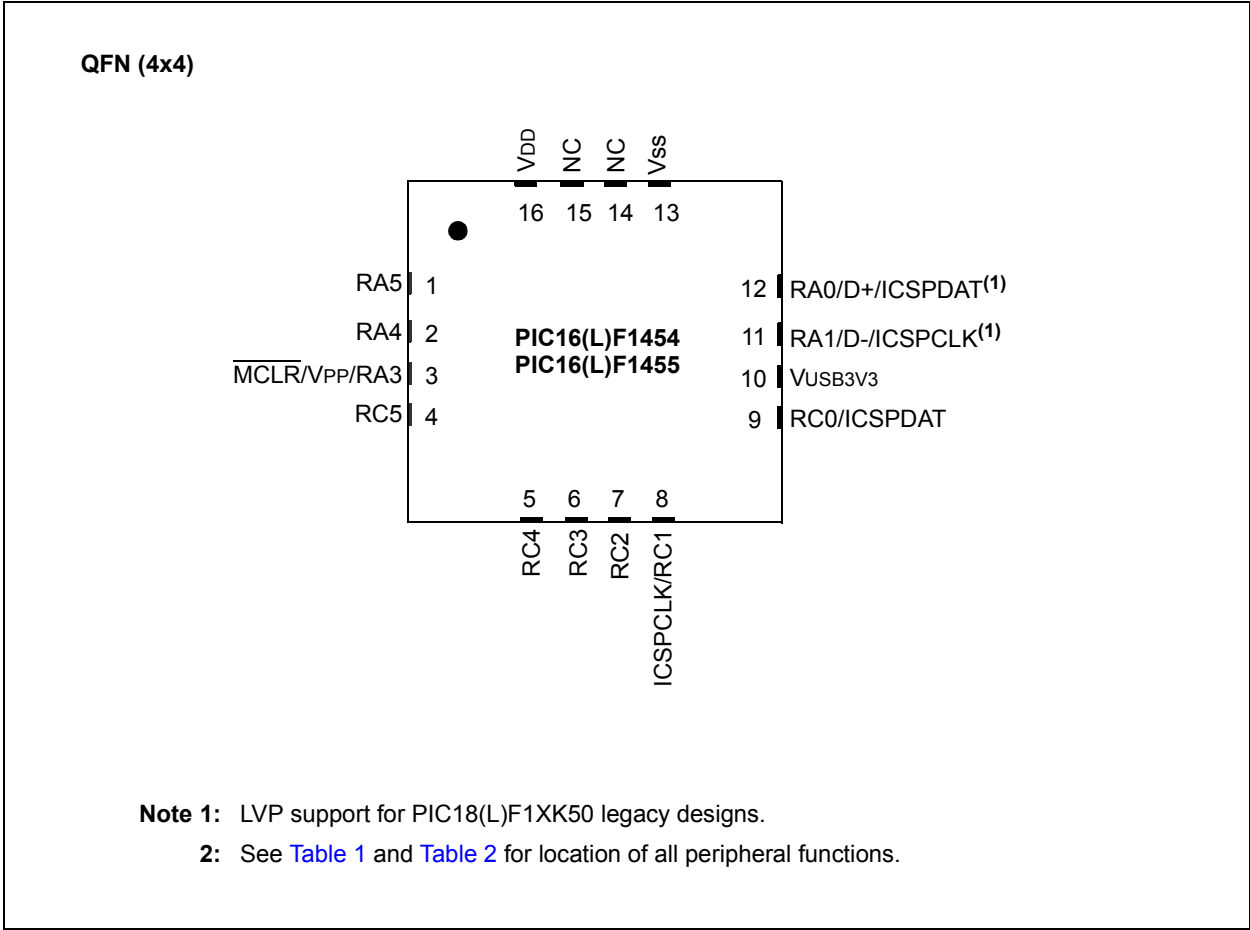 QFN (4x4)
VDD
NC
NC
Vss
16
15
14
13
RA5
1
RA4
2
MCLR/VPP/RA3
3
RC5
4
PIC16(L)F1454
PIC16(L)F1455
12
RA0/D+/ICSPDAT(1)
11
RA1/D-/ICSPCLK(1)
10
VUSB3V3
9
RC0/ICSPDAT
5
6
7
8
RC4
RC3
RC2
ICSPCLK/RC1
Note 1: LVP support for PIC18(L)F1XK50 legacy designs.
2: See Table 1 and Table 2 for location of all peripheral functions.